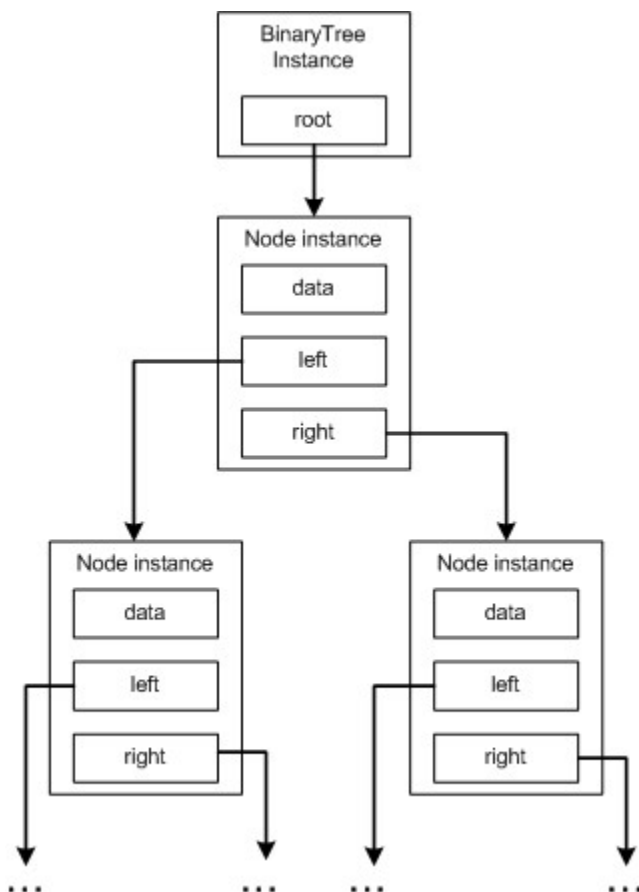 BinaryTree
Instance
root
Node instance
data
left
right
Node instance
data
left
right
Node instance
data
left
right
...
...
...
...